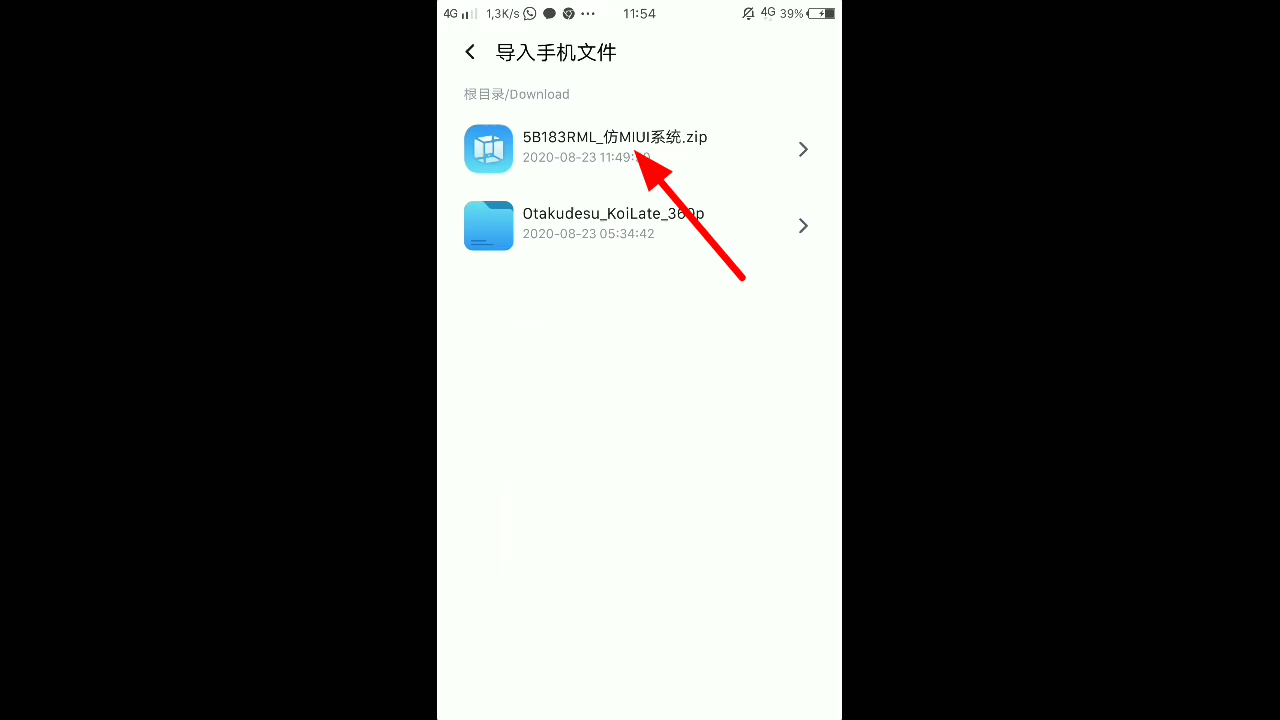 4G 1,3K/s 11:54 4G 39%
导入手机文件
根目录/Download
5B183RML_仿MIUI系统.zip
2020-08-23 11:49:
Otakudesu_KoiLate_360p
2020-08-23 05:34:42